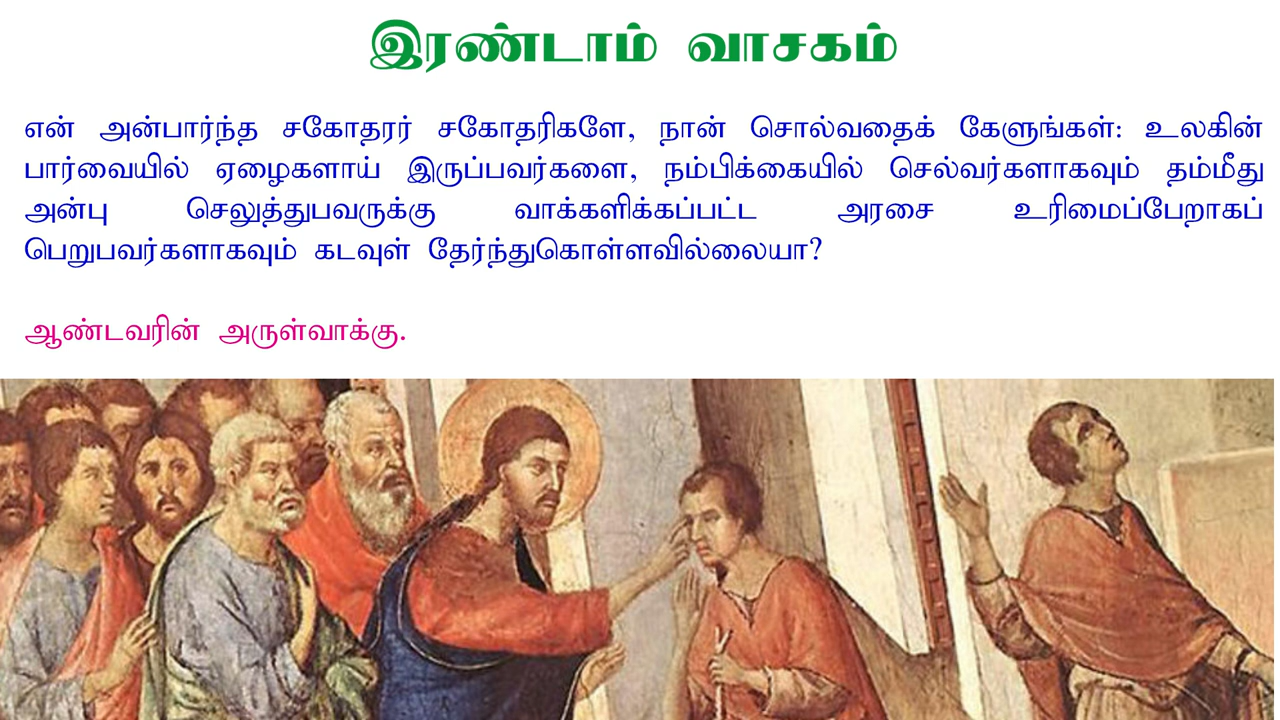 இரண்டாம் வாசகம்
என் அன்பார்ந்த சகோதரர் சகோதரிகளே, நான் சொல்வதைக் கேளுங்கள்: உலகின்
பார்வையில் ஏழைகளாய் இருப்பவர்களை, நம்பிக்கையில் செல்வர்களாகவும் தம்மீது
அன்பு செலுத்துபவருக்கு வாக்களிக்கப்பட்ட அரசை உரிமைப்பேறாகப்
பெறுபவர்களாகவும் கடவுள் தேர்ந்துகொள்ளவில்லையா?
ஆண்டவரின் அருள்வாக்கு.